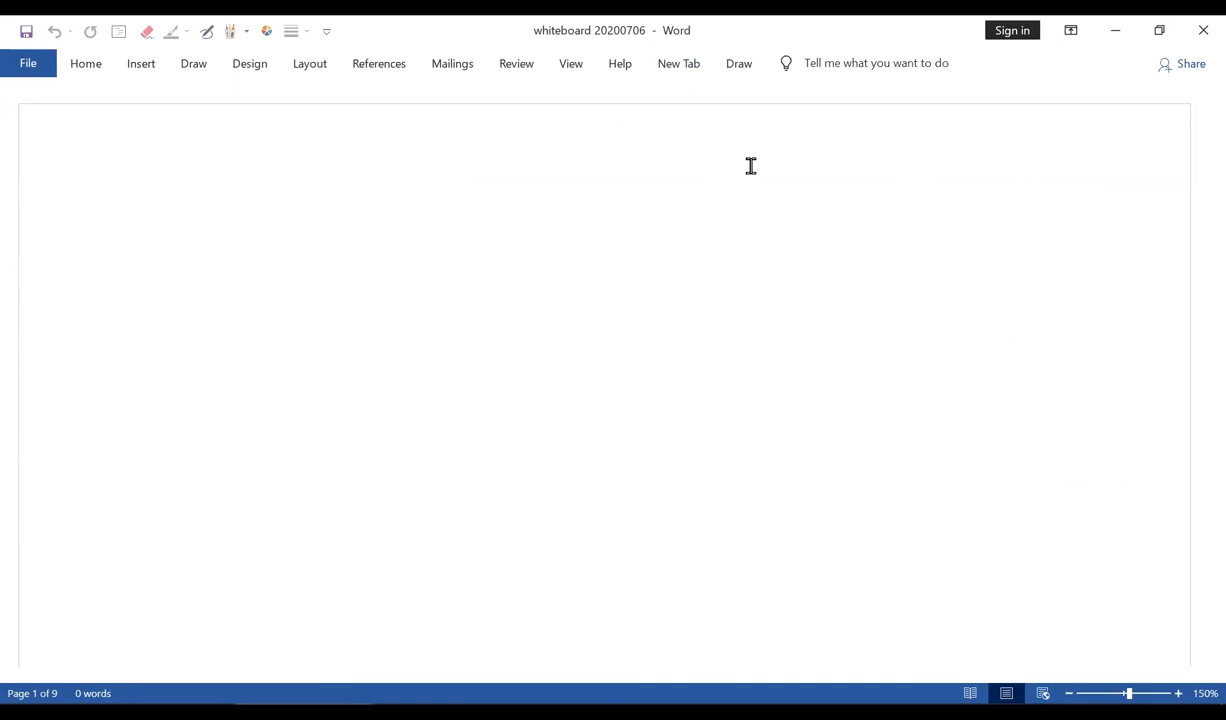 whiteboard 20200706 - Word
Sign in
File Home Insert Draw Design Layout References Mailings Review View Help New Tab Draw Tell me what you want to do Share
Page 1 of 9 0 words 150%